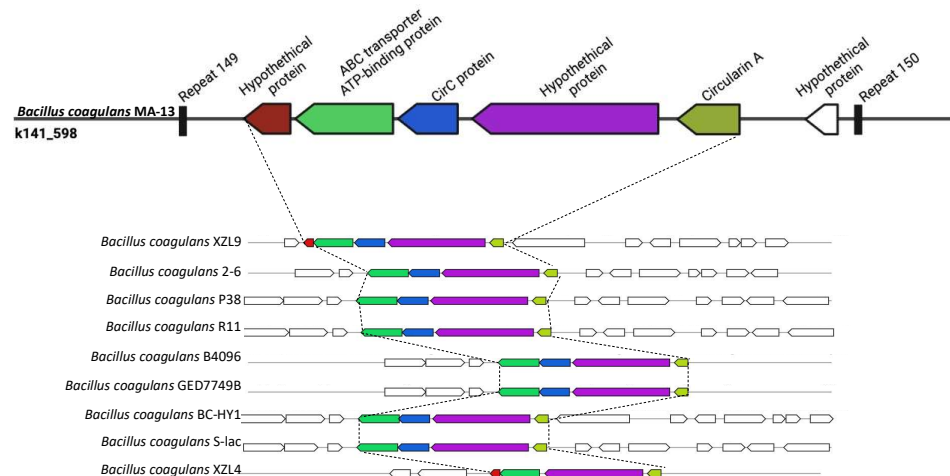 Repeat 149
Hypothethical
protein
ABC transporter
ATP-binding protein
CirC protein
Hypothethical
protein
Circularin A
Hypothethical
protein
Repeat 150
Bacillus coagulans MA-13
k141_598
Bacillus coagulans XZL9
Bacillus coagulans 2-6
Bacillus coagulans P38
Bacillus coagulans R11
Bacillus coagulans B4096
Bacillus coagulans GED7749B
Bacillus coagulans BC-HY1
Bacillus coagulans S-lac
Bacillus coagulans XZL4